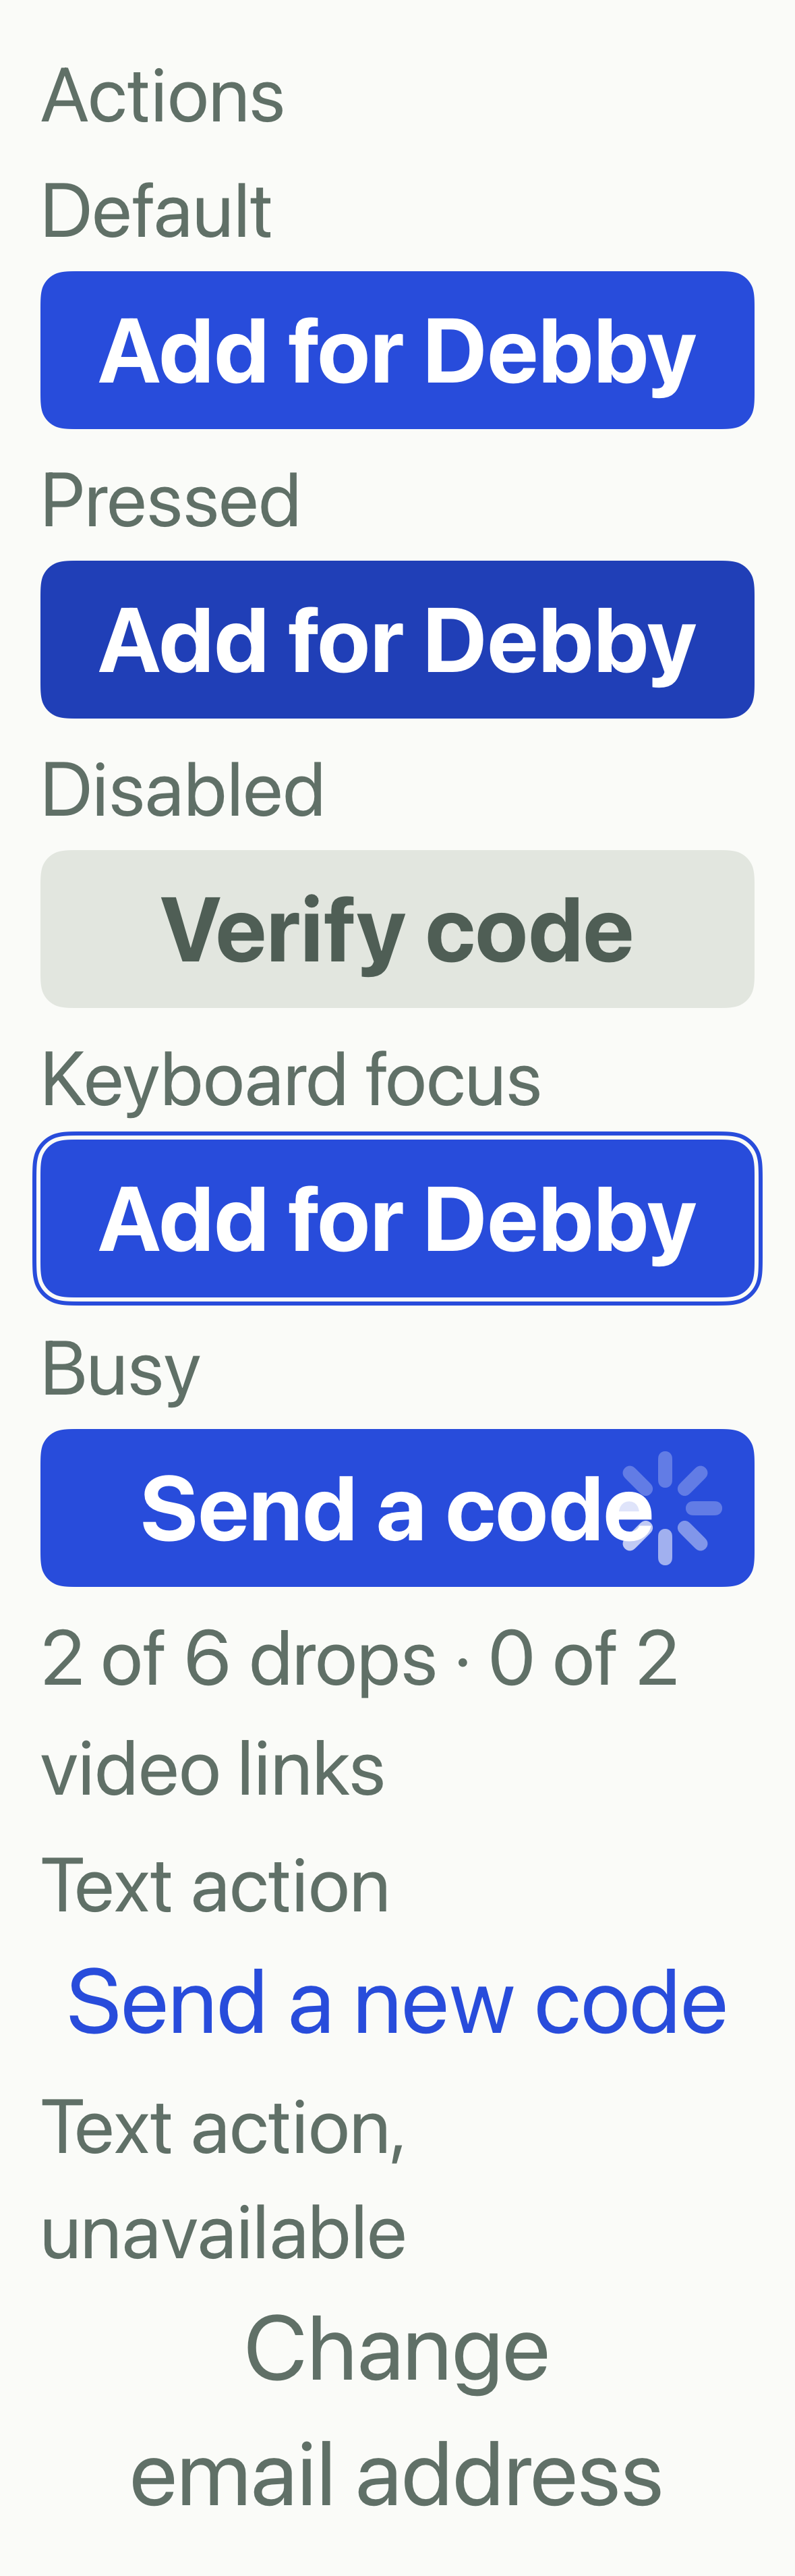 Actions
Default
Add for Debby
Pressed
Add for Debby
Disabled
Verify code
Keyboard focus
Add for Debby
Busy
Send a code
2 of 6 drops · 0 of 2
video links
Text action
Send a new code
Text action,
unavailable
Change
email address